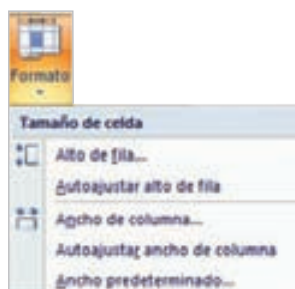 Formato
Tamaño de celda
Alto de fila...
Autoajustar alto de fila
Ancho de columna...
Autoajustar ancho de columna
Ancho predeterminado...